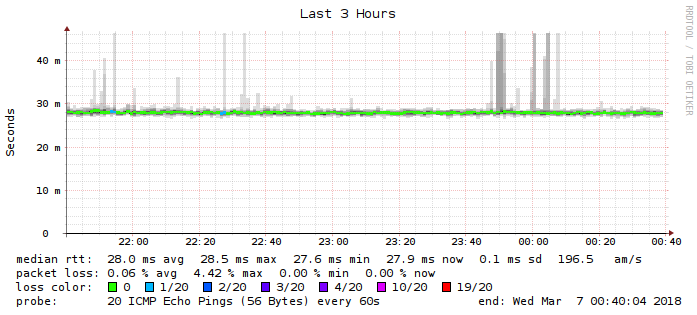 Last 3 Hours
RRDTOOL / TOBI OETIKER
Seconds
40 m
30 m
20 m
10 m
0
22:00 22:20 22:40 23:00 23:20 23:40 00:00 00:20 00:40
median rtt: 28.0 ms avg 28.5 ms max 27.6 ms min 27.9 ms now 0.1 ms sd 196.5 am/s
packet loss: 0.06 % avg 4.42 % max 0.00 % min 0.00 % now
loss color: 0 1/20 2/20 3/20 4/20 10/20 19/20
probe: 20 ICMP Echo Pings (56 Bytes) every 60s end: Wed Mar 7 00:40:04 2018